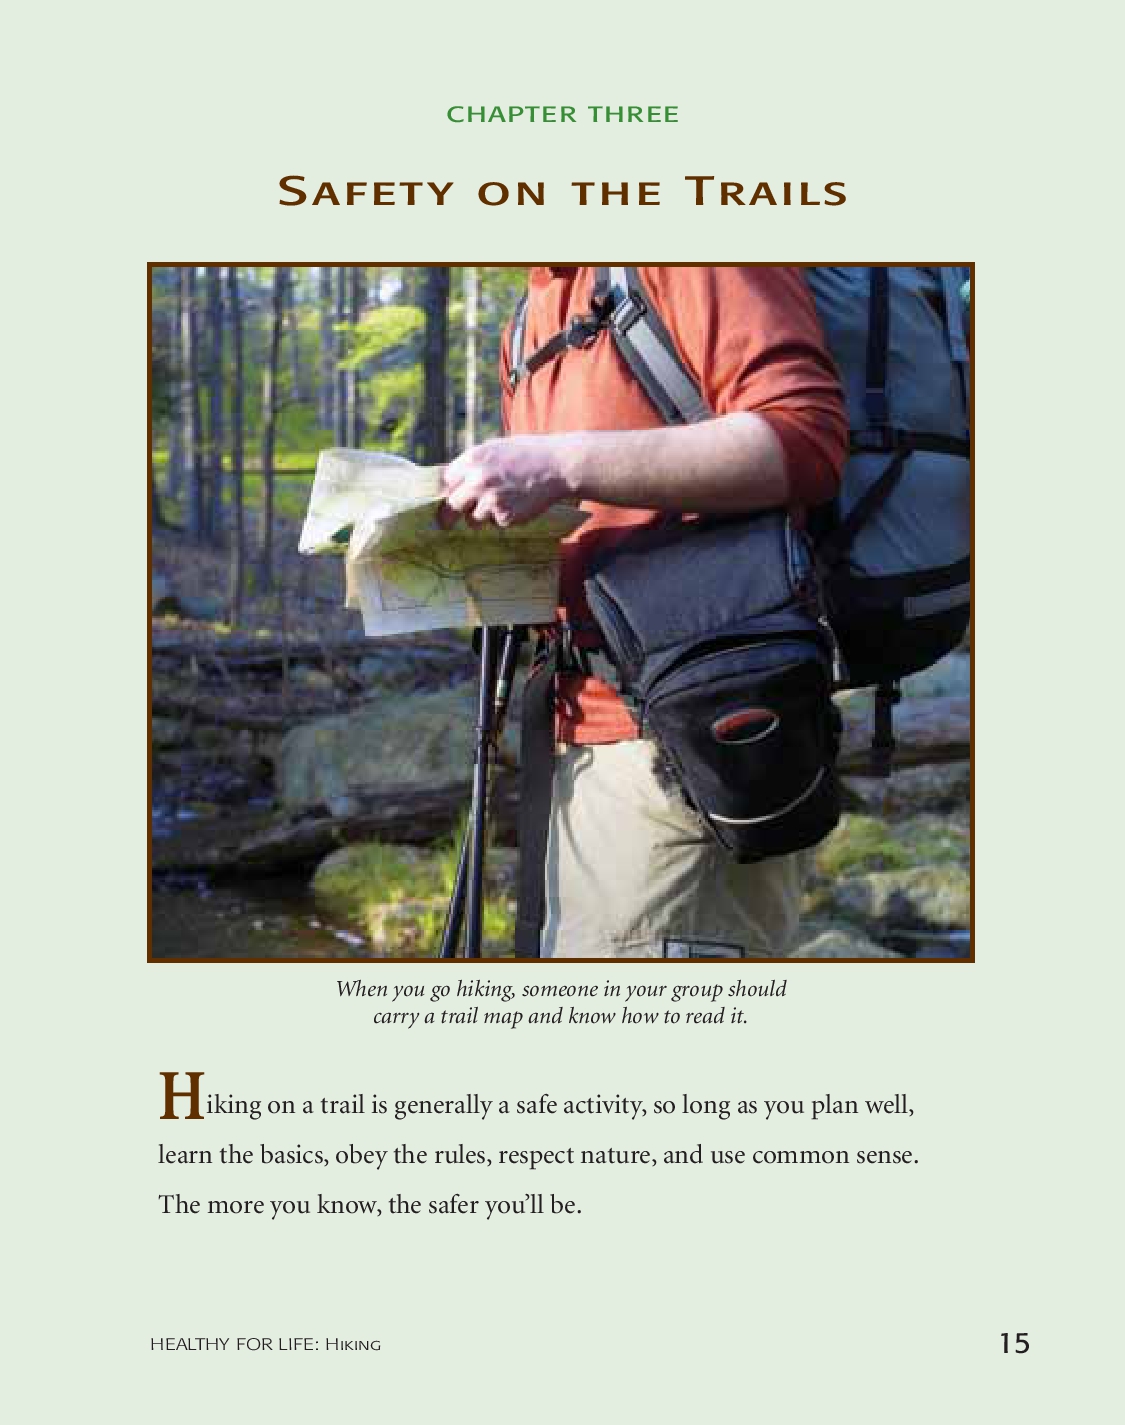 CHAPTER THREE
Safety on the Trails
When you go hiking, someone in your group should
carry a trail map and know how to read it.
Hiking on a trail is generally a safe activity, so long as you plan well,
learn the basics, obey the rules, respect nature, and use common sense.
The more you know, the safer you’ll be.
HEALTHY FOR LIFE: Hiking
15